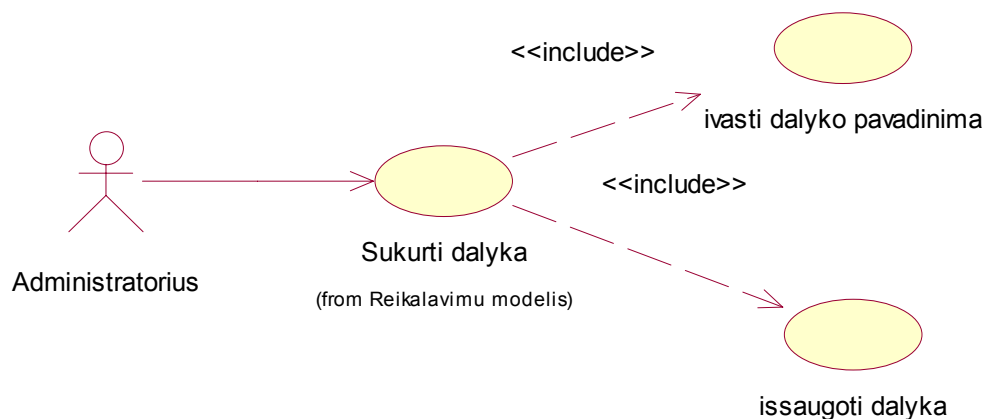 <<include>>
ivasti dalyko pavadinima
<<include>>
Sukurti dalyka
(from Reikalavimu modelis)
Administratorius
issaugoti dalyka